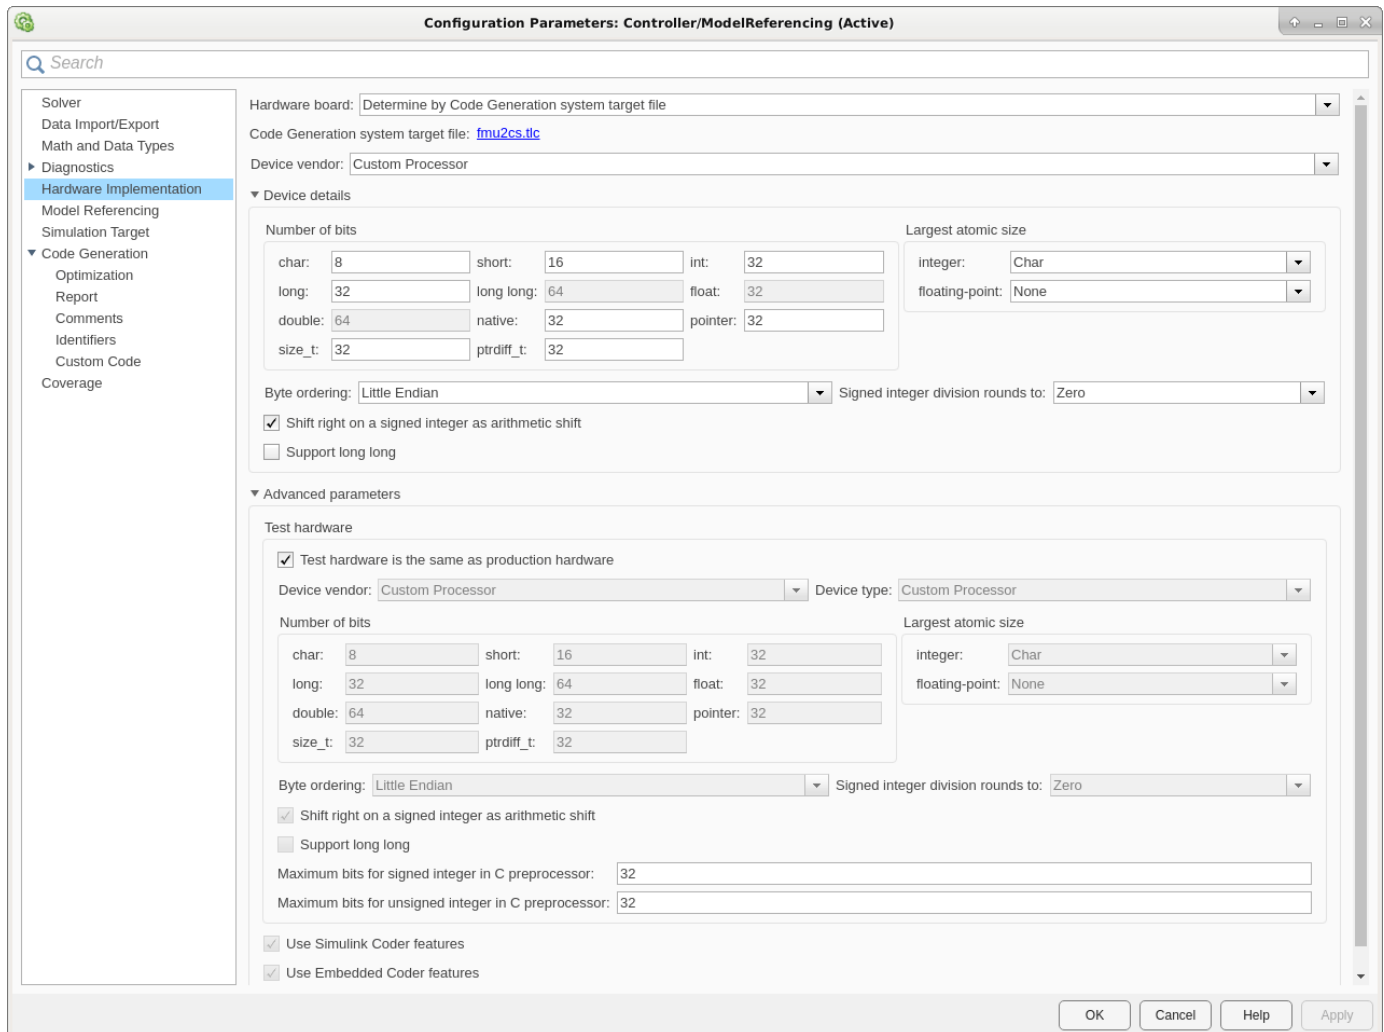 Configuration Parameters: Controller/ModelReferencing (Active)
Search
Solver
Data Import/Export
Math and Data Types
Diagnostics
Hardware Implementation
Model Referencing
Simulation Target
Code Generation
Optimization
Report
Comments
Identifiers
Custom Code
Coverage
Hardware board: Determine by Code Generation system target file
Code Generation system target file: fmu2cs.tlc
Device vendor: Custom Processor
Device details
Number of bits Largest atomic size
char: 8 short: 16 int: 32 integer: Char
long: 32 long long: 64 float: 32 floating-point: None
double: 64 native: 32 pointer: 32
size_t: 32 ptrdiff_t: 32
Byte ordering: Little Endian Signed integer division rounds to: Zero
Shift right on a signed integer as arithmetic shift
Support long long
Advanced parameters
Test hardware
Test hardware is the same as production hardware
Device vendor: Custom Processor Device type: Custom Processor
Number of bits Largest atomic size
char: 8 short: 16 int: 32 integer: Char
long: 32 long long: 64 float: 32 floating-point: None
double: 64 native: 32 pointer: 32
size_t: 32 ptrdiff_t: 32
Byte ordering: Little Endian Signed integer division rounds to: Zero
Shift right on a signed integer as arithmetic shift
Support long long
Maximum bits for signed integer in C preprocessor: 32
Maximum bits for unsigned integer in C preprocessor: 32
Use Simulink Coder features
Use Embedded Coder features
OK Cancel Help Apply